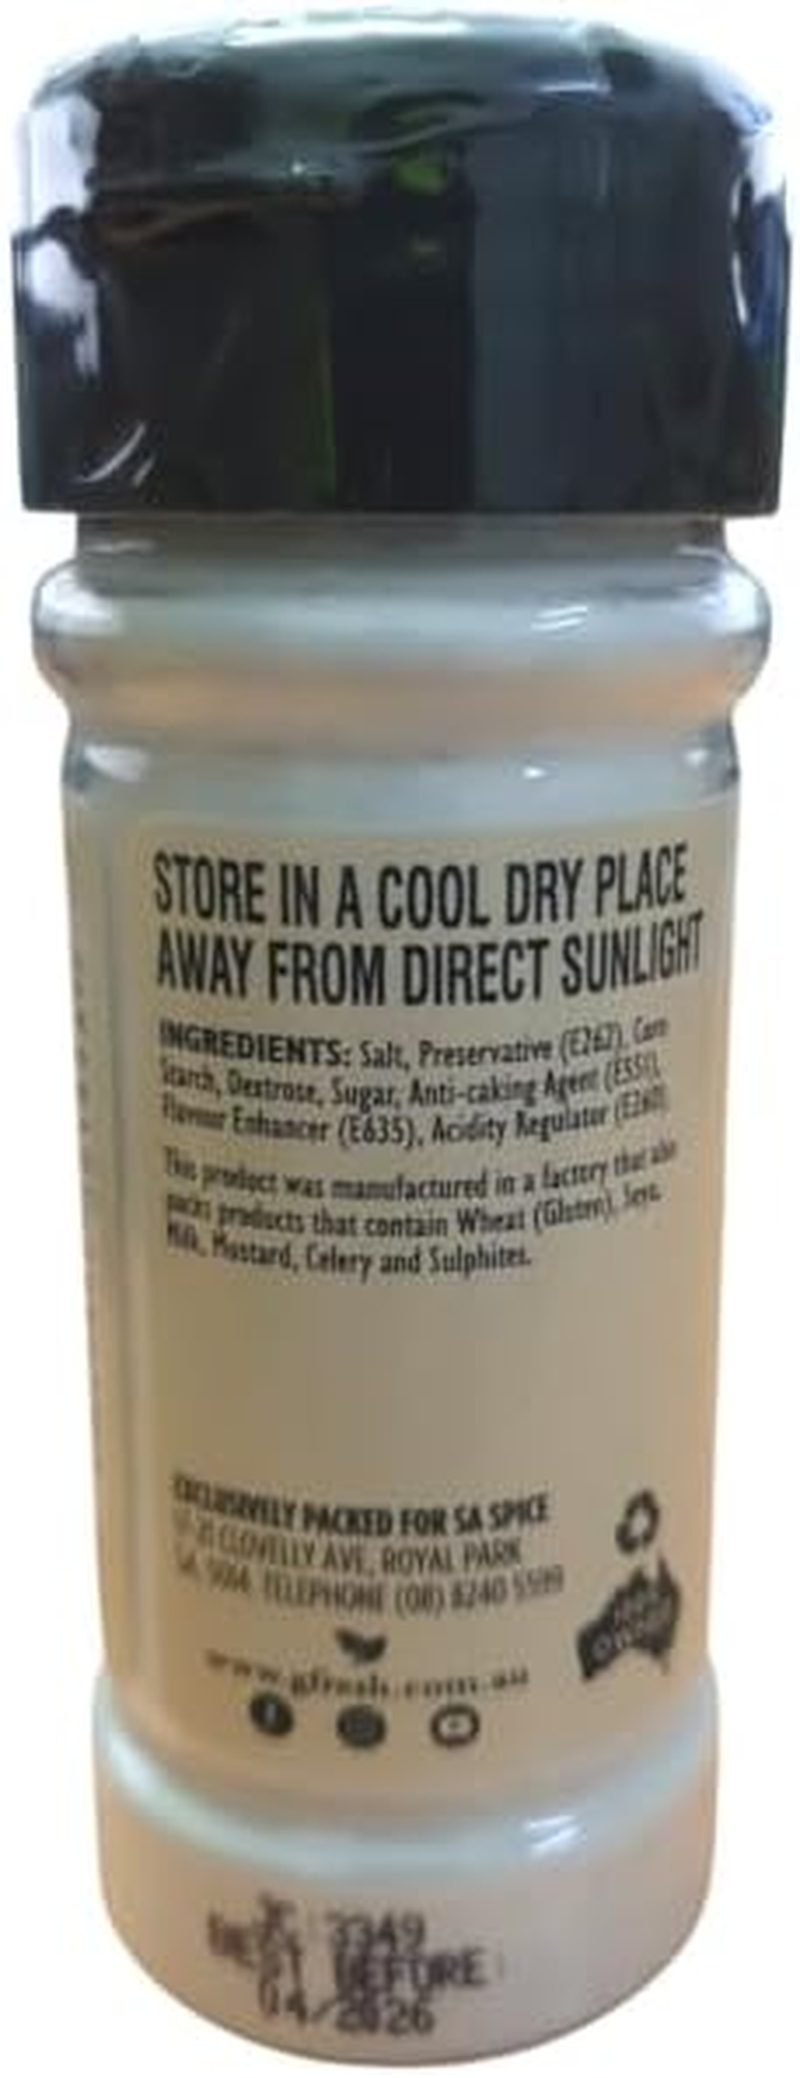 STORE IN A COOL DRY PLACE
AWAY FROM DIRECT SUNLIGHT
INGREDIENTS: Salt, Preservative (E262), Corn
Starch, Dextrose, Sugar, Anti-caking Agent (E551),
Flavour Enhancer (E635), Acidity Regulator (E260)
This product was manufactured in a factory that also
packs products that contain Wheat (Gluten), Soya,
Milk, Mustard, Celery and Sulphites.
EXCLUSIVELY PACKED FOR SA SPICE
CLOVELLY AVE, ROYAL PARK
SA, 5014. TELEPHONE (08) 8240 5599
www.gfresh.com.au
3349
BEST BEFORE
04/2026